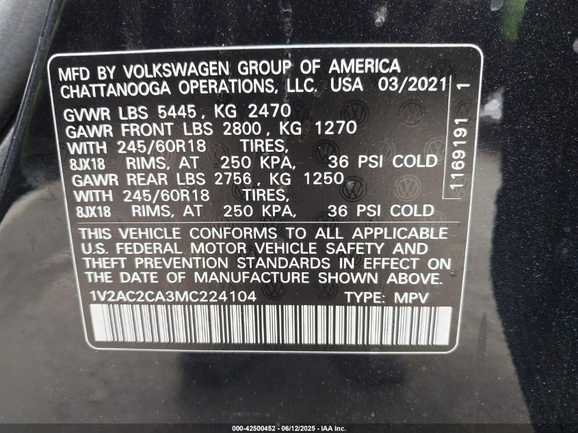 MFD BY VOLKSWAGEN GROUP OF AMERICA
CHATTANOOGA OPERATIONS, LLC. USA 03/2021
GVWR LBS 5445, KG 2470
GAWR FRONT LBS 2800, KG 1270
WITH 245/60R18 TIRES,
8JX18 RIMS, AT 250 KPA, 36 PSI COLD
GAWR REAR LBS 2756, KG 1250
WITH 245/60R18 TIRES,
8JX18 RIMS, AT 250 KPA, 36 PSI COLD
THIS VEHICLE CONFORMS TO ALL APPLICABLE
U.S. FEDERAL MOTOR VEHICLE SAFETY AND
THEFT PREVENTION STANDARDS IN EFFECT ON
THE DATE OF MANUFACTURE SHOWN ABOVE.
1V2AC2CA3MC224104 TYPE: MPV
1169191 1
000-42500452 - 06/12/2025 - IAA Inc.